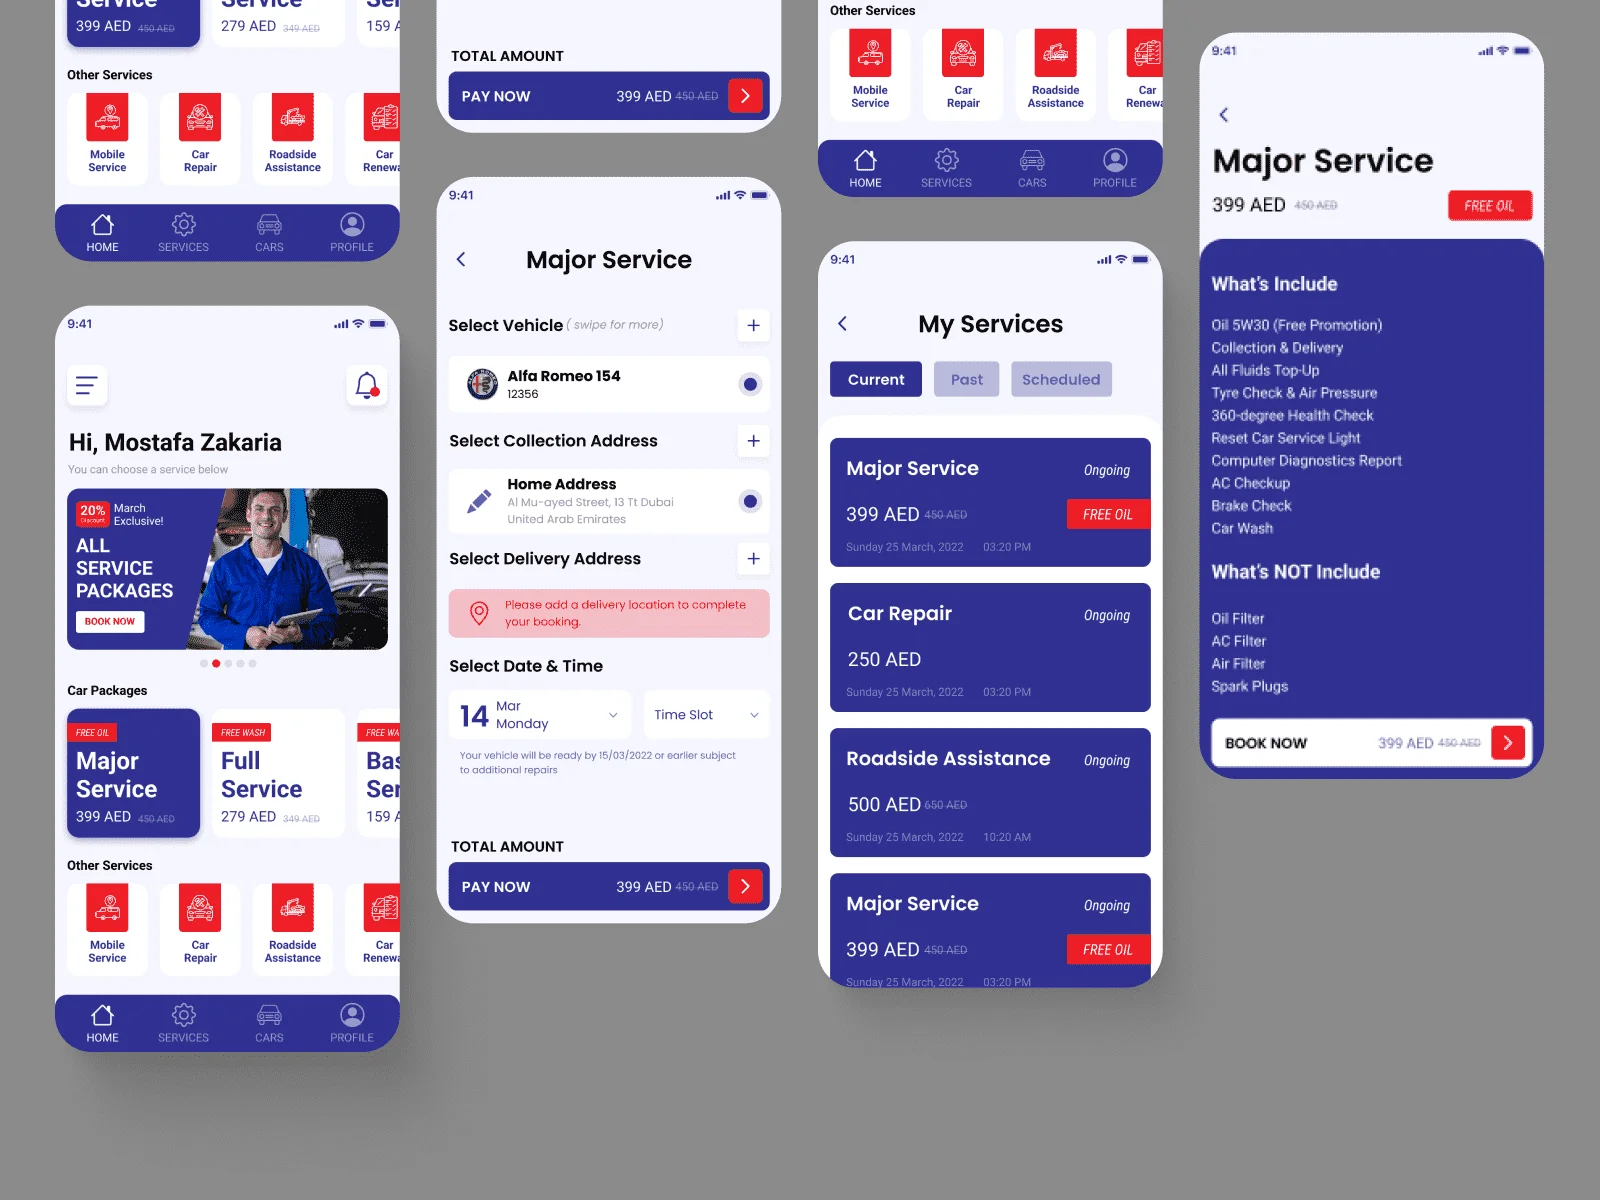 Service
399 AED 450 AED
279 AED 349 AED
159 A
Other Services
Mobile
Service
Car
Repair
Roadside
Assistance
Car
Renewa
HOME
SERVICES
CARS
PROFILE
9:41
Hi, Mostafa Zakaria
You can choose a service below
20%
Discount
March
Exclusive!
ALL
SERVICE
PACKAGES
BOOK NOW
Car Packages
FREE OIL
Major
Service
399 AED 450 AED
FREE WASH
Full
Service
279 AED 349 AED
FREE WA
Bas
Ser
159 A
Other Services
Mobile
Service
Car
Repair
Roadside
Assistance
Car
Renewa
HOME
SERVICES
CARS
PROFILE
TOTAL AMOUNT
PAY NOW 399 AED 450 AED
9:41
Major Service
Select Vehicle ( swipe for more)
Alfa Romeo 154
12356
Select Collection Address
Home Address
Al Mu-ayed Street, 13 Tt Dubai
United Arab Emirates
Select Delivery Address
Please add a delivery location to complete
your booking.
Select Date & Time
14
Mar
Monday
Time Slot
Your vehicle will be ready by 15/03/2022 or earlier subject
to additional repairs
TOTAL AMOUNT
PAY NOW 399 AED 450 AED
Other Services
Mobile
Service
Car
Repair
Roadside
Assistance
Car
Renewa
HOME
SERVICES
CARS
PROFILE
9:41
My Services
Current
Past
Scheduled
Major Service Ongoing
399 AED 450 AED FREE OIL
Sunday 25 March, 2022 03:20 PM
Car Repair Ongoing
250 AED
Sunday 25 March, 2022 03:20 PM
Roadside Assistance Ongoing
500 AED 650 AED
Sunday 25 March, 2022 10:20 AM
Major Service Ongoing
399 AED 450 AED FREE OIL
Sunday 25 March, 2022 03:20 PM
9:41
Major Service
399 AED 450 AED FREE OIL
What's Include
Oil 5W30 (Free Promotion)
Collection & Delivery
All Fluids Top-Up
Tyre Check & Air Pressure
360-degree Health Check
Reset Car Service Light
Computer Diagnostics Report
AC Checkup
Brake Check
Car Wash
What's NOT Include
Oil Filter
AC Filter
Air Filter
Spark Plugs
BOOK NOW 399 AED 450 AED